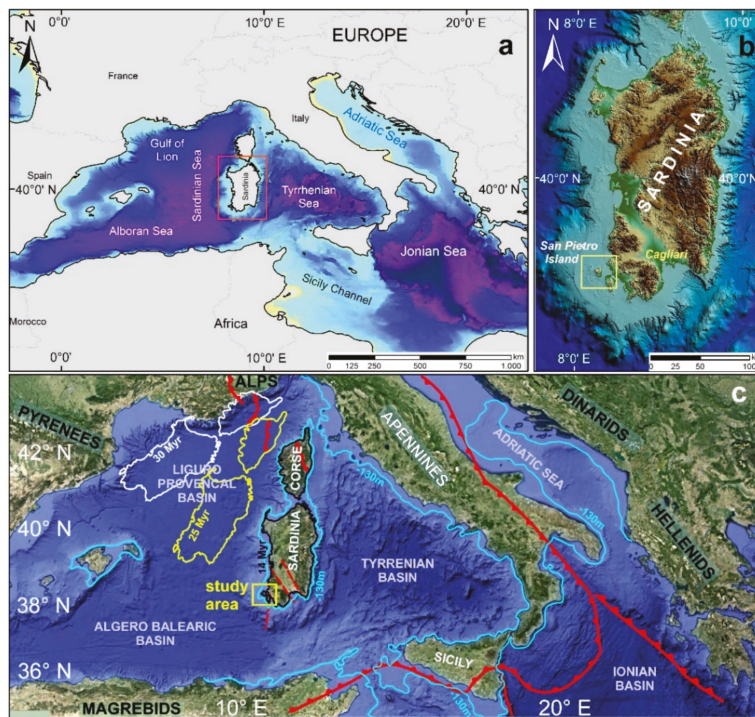 0°0'
10°0' E
20°0'
EUROPE
a
N
France
Italy
Adriatic Sea
Gulf of
Lion
Spain
40°0' N
Sardinian Sea
Sardinia
Tyrrhenian
Sea
40°0' N
Alboran Sea
Jonian Sea
Sicily Channel
Morocco
Africa
0°0'
10°0' E
0 125 250 500 750 1.000
km
8°0' E
10°0'
b
N
SARDINIA
40°0' N
40°0' N
San Pietro
Island
Cagliari
8°0' E
0 25 50 100
c
ALPS
PYRENEES
DINARIDS
42° N
30 Myr
LIGURO
PROVENCAL
BASIN
CORSE
-130m
APENNINES
ADRIATIC SEA
-130m
HELLENIDS
40° N
25 Myr
14 Myr
SARDINIA
-130m
TYRRENIAN
BASIN
study
area
38° N
ALGERO BALEARIC
BASIN
36° N
SICILY
IONIAN
BASIN
MAGREBIDS
10° E
-130m
20° E